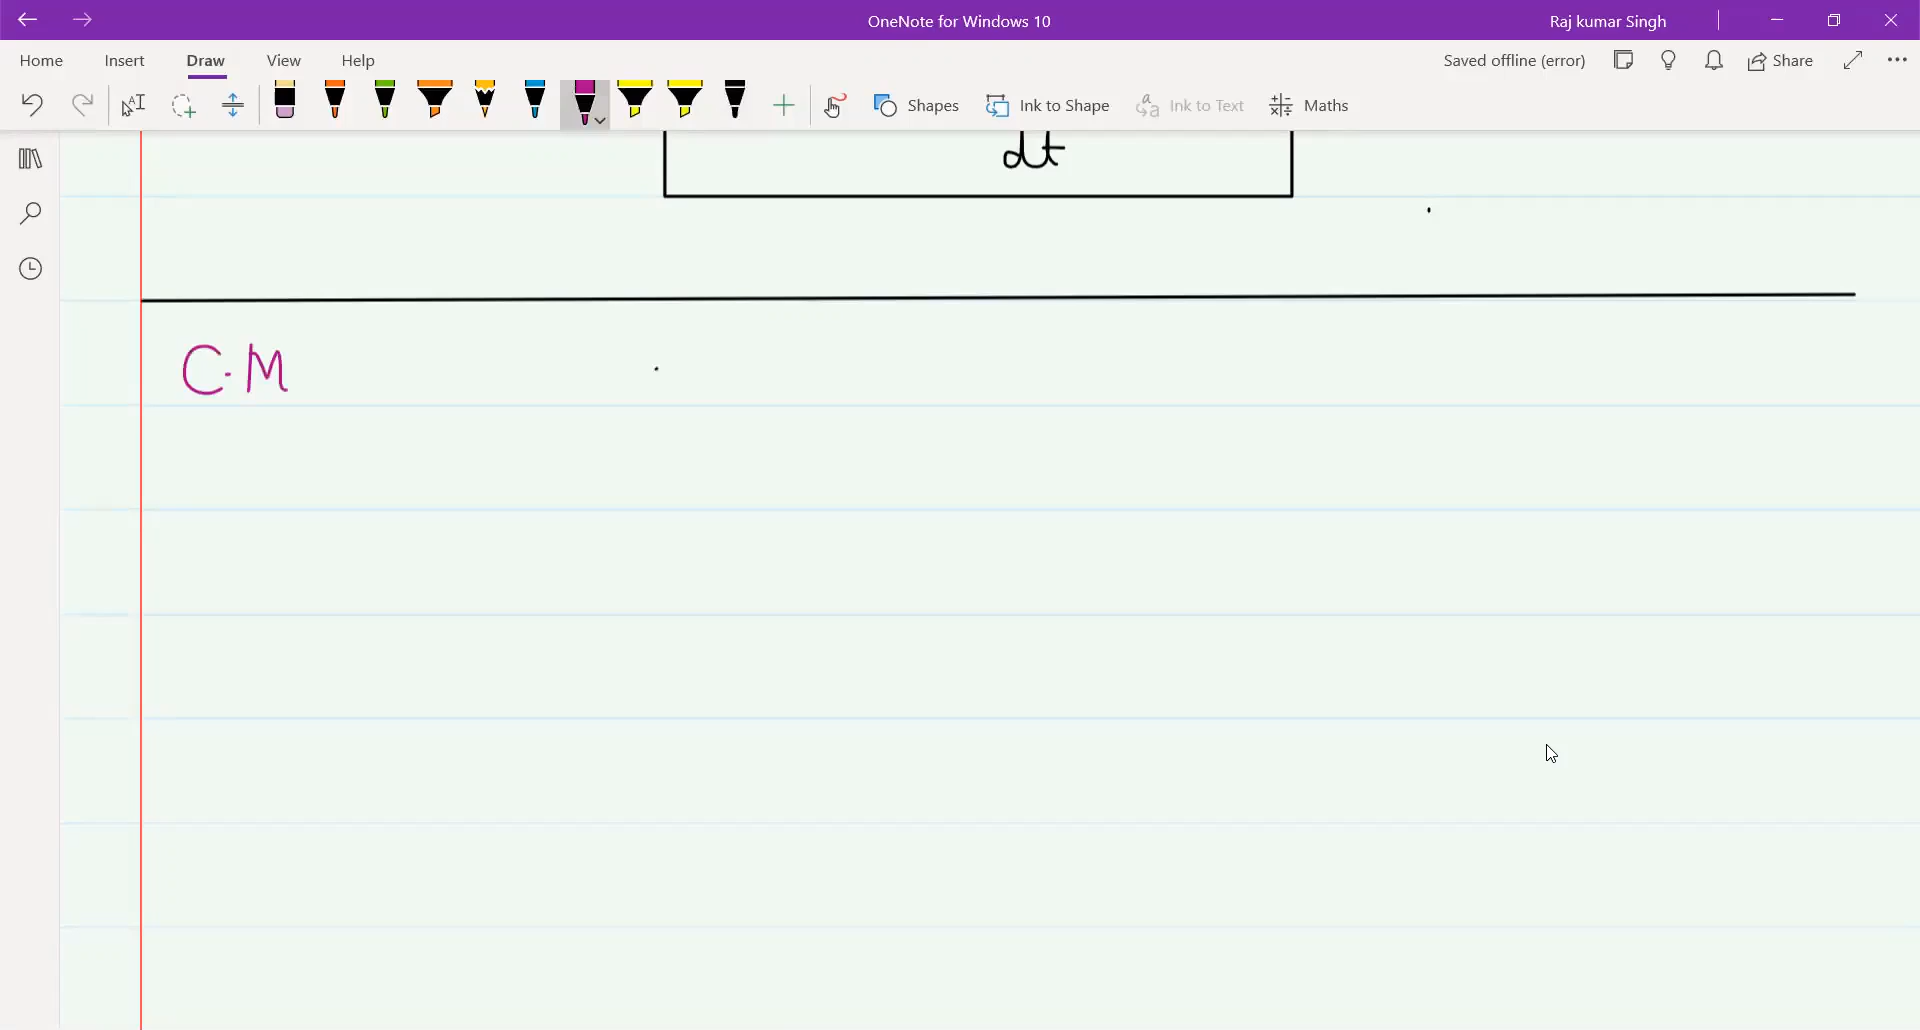 OneNote for Windows 10
Raj kumar Singh
Home Insert Draw View Help
Saved offline (error)
Share
Shapes Ink to Shape Ink to Text Maths
dt
C.M